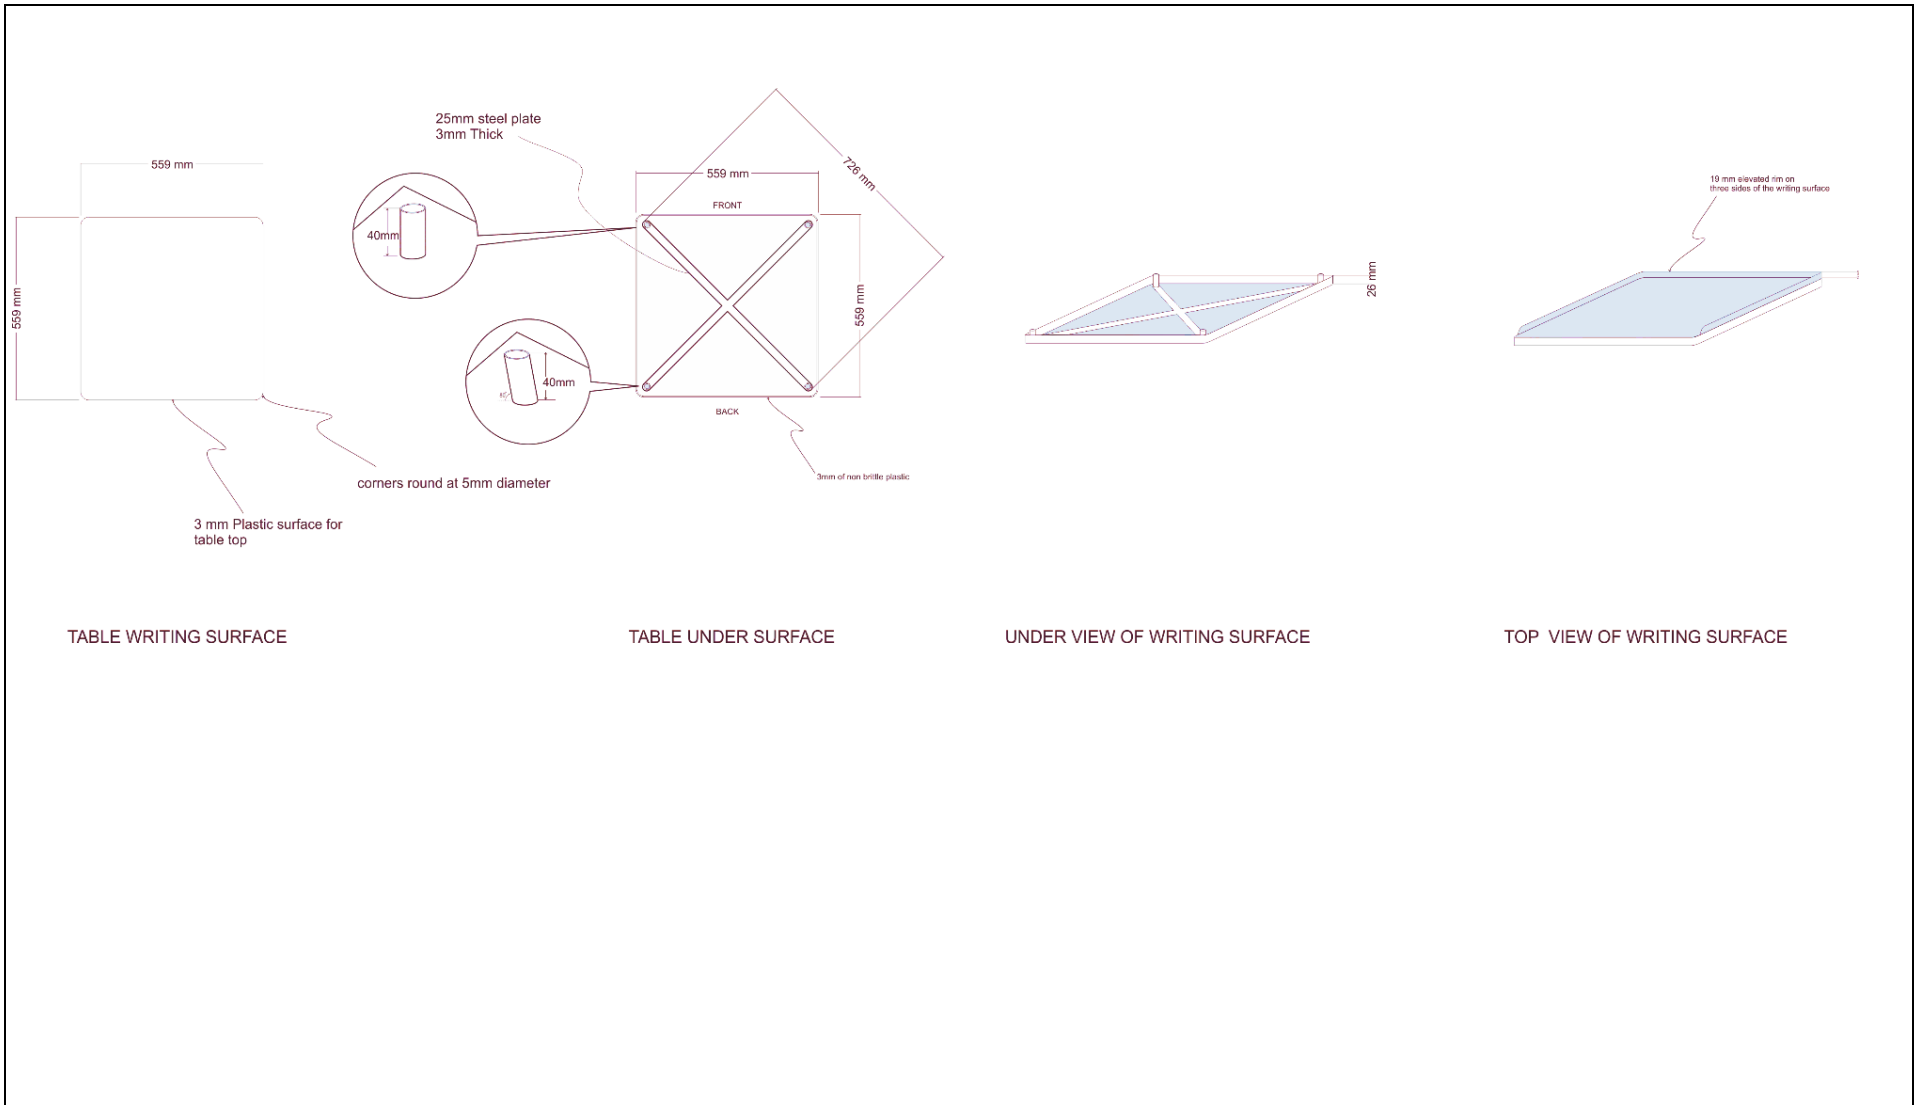 25mm steel plate
3mm Thick
559 mm
559 mm
726 mm
19 mm elevated rim on
three sides of the writing surface
FRONT
40mm
559 mm
559 mm
26 mm
40mm
BACK
3mm of non brittle plastic
corners round at 5mm diameter
3 mm Plastic surface for
table top
TABLE WRITING SURFACE
TABLE UNDER SURFACE
UNDER VIEW OF WRITING SURFACE
TOP VIEW OF WRITING SURFACE